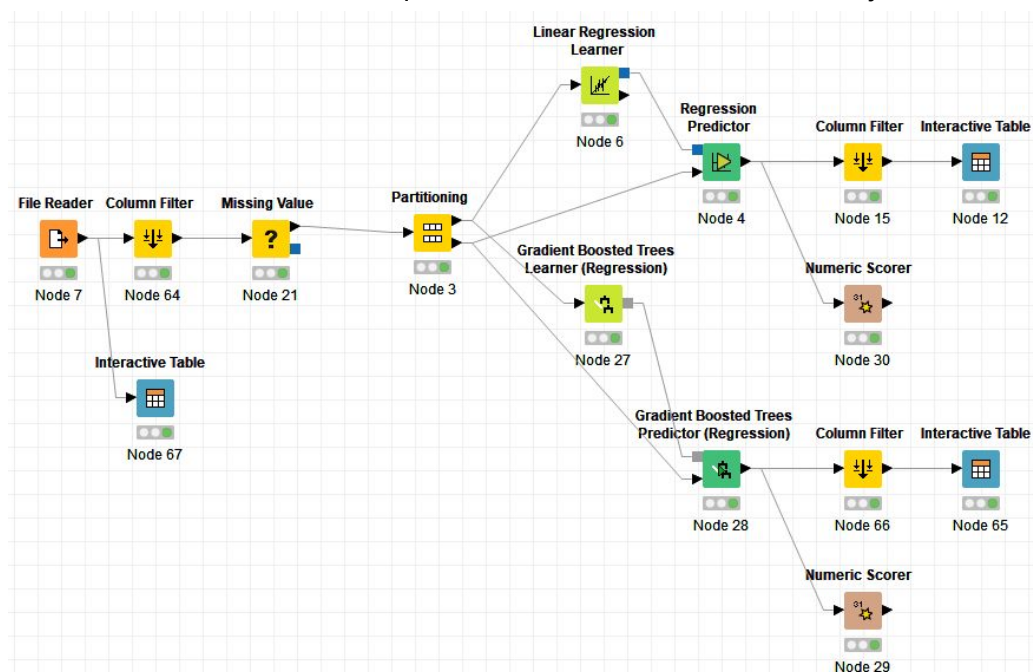 Linear Regression
Learner
Node 6
Regression
Predictor
Node 4
Column Filter
Node 15
Interactive Table
Node 12
File Reader
Node 7
Column Filter
Node 64
Missing Value
?
Node 21
Partitioning
Node 3
Gradient Boosted Trees
Learner (Regression)
Node 27
Numeric Scorer
31
Node 30
Interactive Table
Node 67
Gradient Boosted Trees
Predictor (Regression)
Node 28
Column Filter
Node 66
Interactive Table
Node 65
Numeric Scorer
31
Node 29